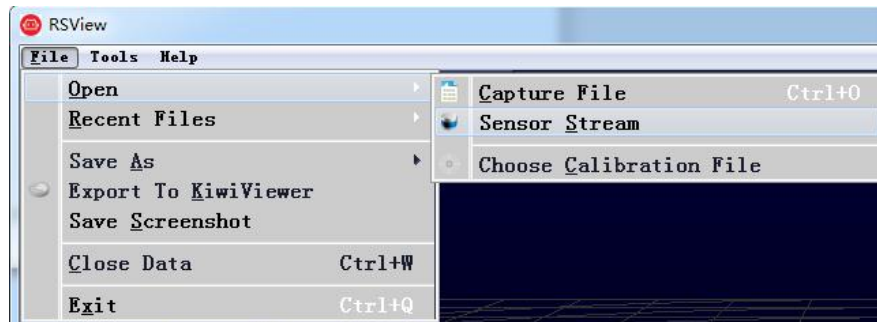 RSView
File Tools Help
Open
Recent Files
Save As
Export To KiwiViewer
Save Screenshot
Close Data Ctrl+W
Exit Ctrl+Q
Capture File Ctrl+O
Sensor Stream
Choose Calibration File